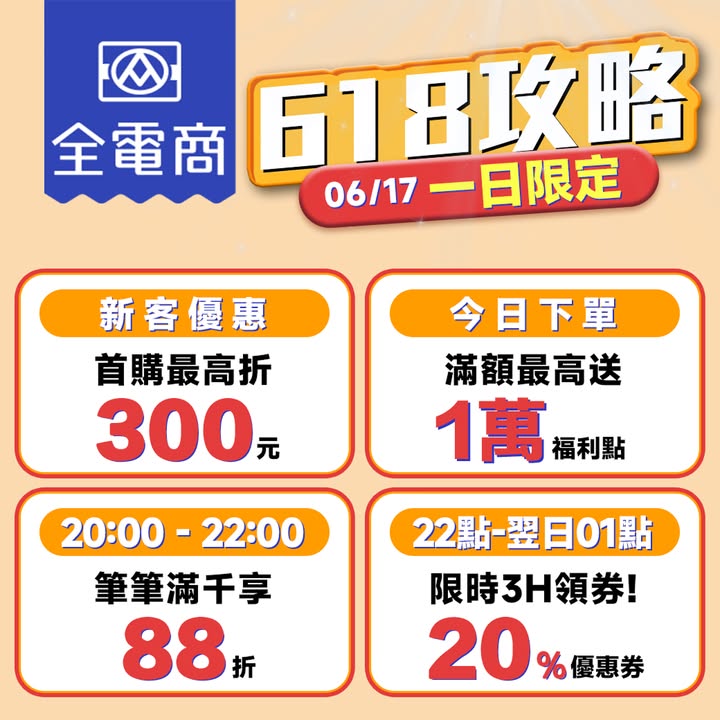 全電商
618攻略
06/17 一日限定
新客優惠
首購最高折
300元
今日下單
滿額最高送
1萬福利點
20:00 - 22:00
筆筆滿千享
88折
22點-翌日01點
限時3H領券!
20%優惠券